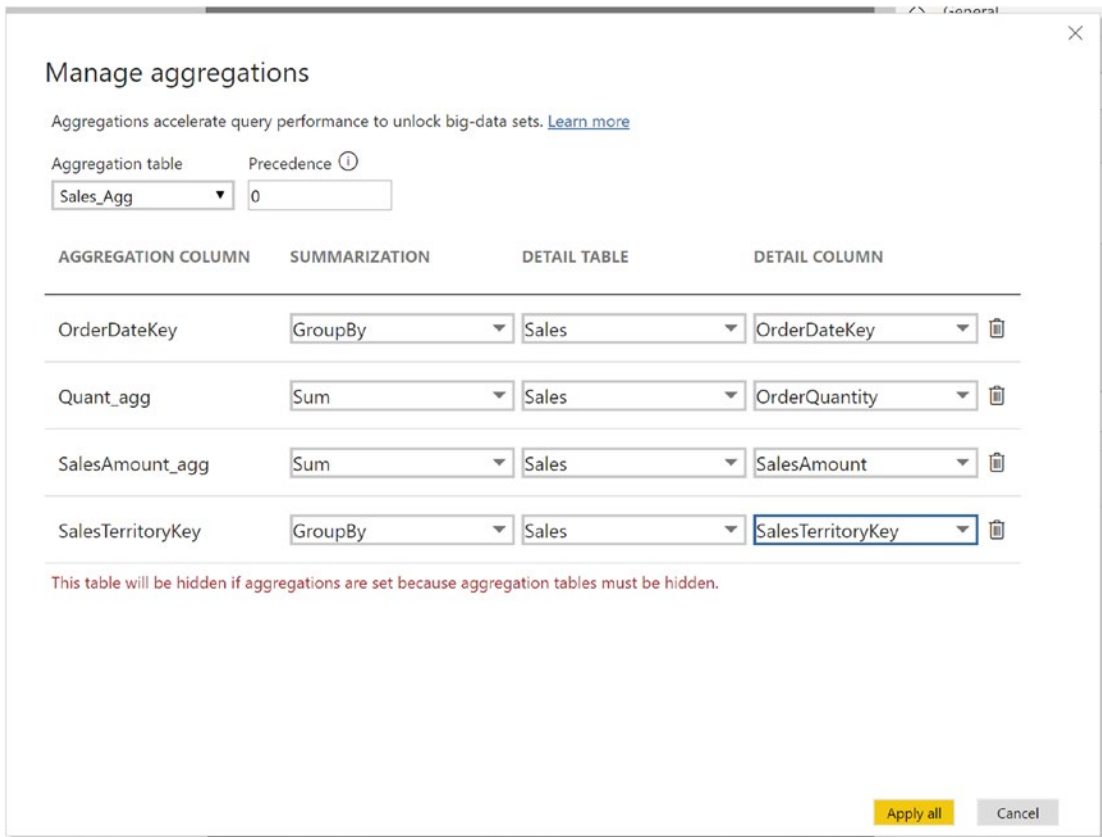 General
Manage aggregations
Aggregations accelerate query performance to unlock big-data sets. Learn more
Aggregation table Precedence
Sales_Agg 0
AGGREGATION COLUMN SUMMARIZATION DETAIL TABLE DETAIL COLUMN
OrderDateKey GroupBy Sales OrderDateKey
Quant_agg Sum Sales OrderQuantity
SalesAmount_agg Sum Sales SalesAmount
SalesTerritoryKey GroupBy Sales SalesTerritoryKey
This table will be hidden if aggregations are set because aggregation tables must be hidden.
Apply all Cancel